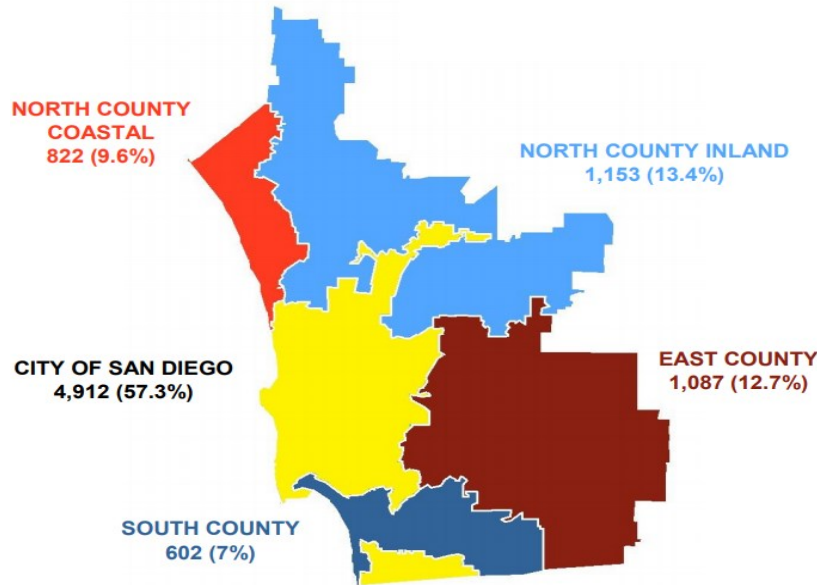 NORTH COUNTY
COASTAL
822 (9.6%)
NORTH COUNTY INLAND
1,153 (13.4%)
CITY OF SAN DIEGO
4,912 (57.3%)
EAST COUNTY
1,087 (12.7%)
SOUTH COUNTY
602 (7%)